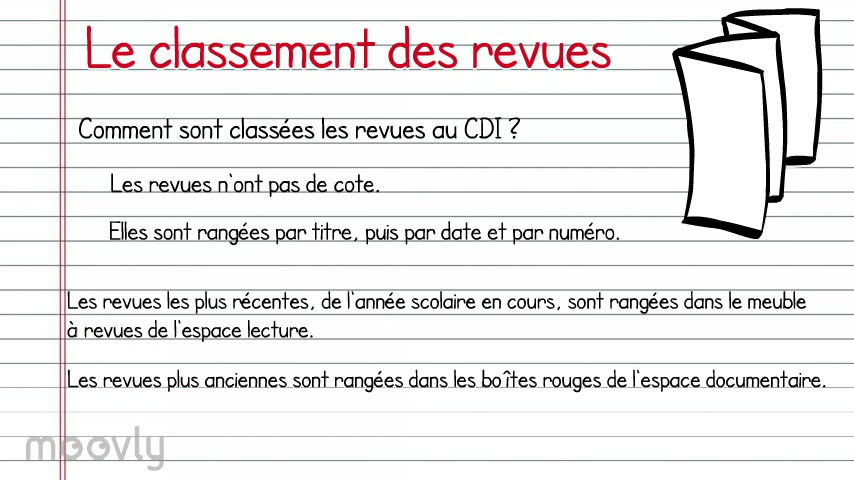 Le classement des revues
Comment sont classées les revues au CDI ?
Les revues n'ont pas de cote.
Elles sont rangées par titre, puis par date et par numéro.
Les revues les plus récentes, de l'année scolaire en cours, sont rangées dans le meuble
à revues de l'espace lecture.
Les revues plus anciennes sont rangées dans les boîtes rouges de l'espace documentaire.
moovly